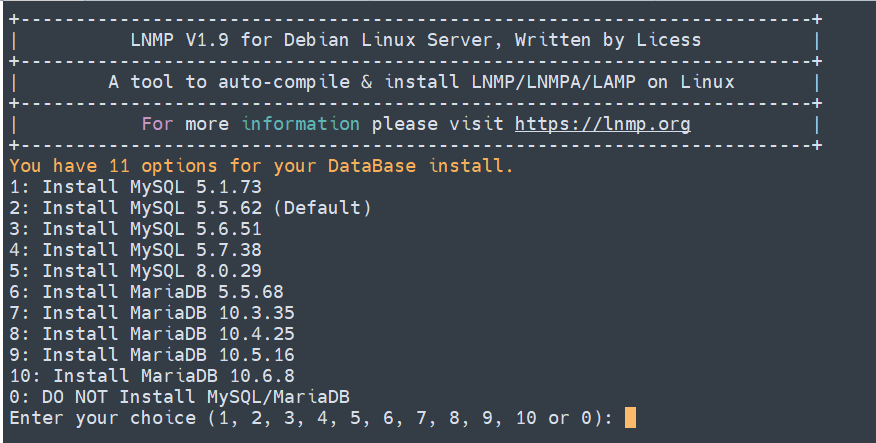 +------------------------------------------------------------------------+
| LNMP V1.9 for Debian Linux Server, Written by Licess |
+------------------------------------------------------------------------+
| A tool to auto-compile & install LNMP/LNMPA/LAMP on Linux |
+------------------------------------------------------------------------+
| For more information please visit https://lnmp.org |
+------------------------------------------------------------------------+
You have 11 options for your DataBase install.
1: Install MySQL 5.1.73
2: Install MySQL 5.5.62 (Default)
3: Install MySQL 5.6.51
4: Install MySQL 5.7.38
5: Install MySQL 8.0.29
6: Install MariaDB 5.5.68
7: Install MariaDB 10.3.35
8: Install MariaDB 10.4.25
9: Install MariaDB 10.5.16
10: Install MariaDB 10.6.8
0: DO NOT Install MySQL/MariaDB
Enter your choice (1, 2, 3, 4, 5, 6, 7, 8, 9, 10 or 0):